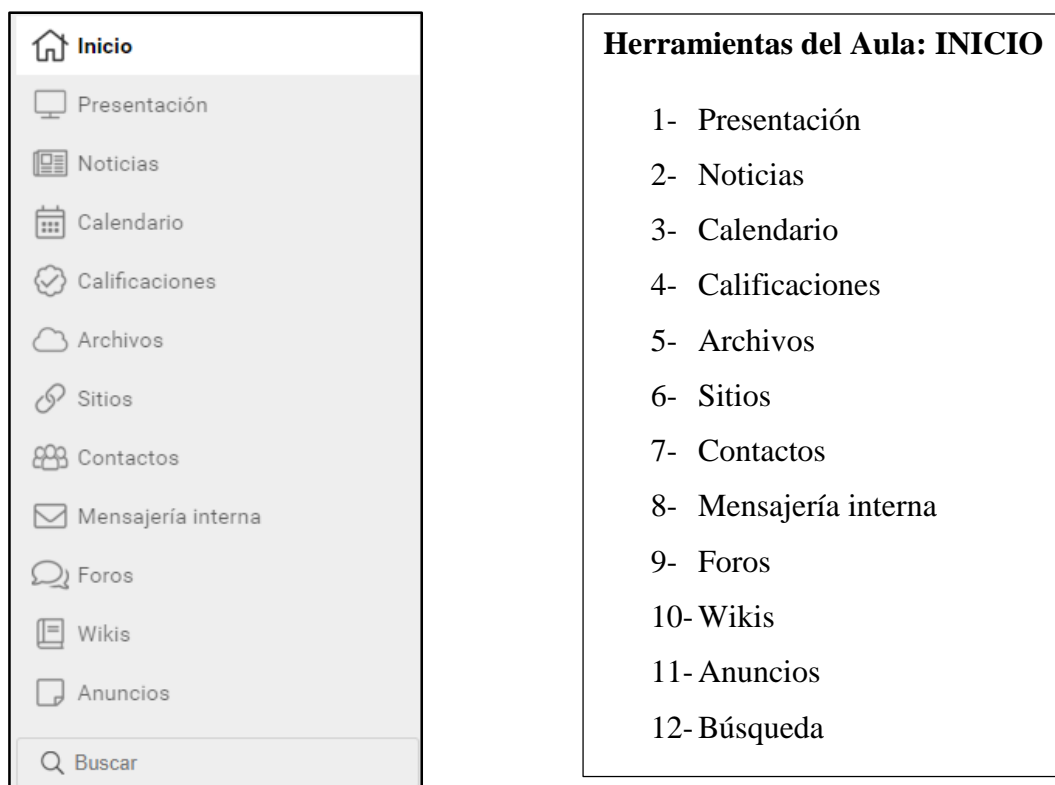 Inicio
Presentación
Noticias
Calendario
Calificaciones
Archivos
Sitios
Contactos
Mensajería interna
Foros
Wikis
Anuncios
Buscar
Herramientas del Aula: INICIO
1- Presentación
2- Noticias
3- Calendario
4- Calificaciones
5- Archivos
6- Sitios
7- Contactos
8- Mensajería interna
9- Foros
10- Wikis
11- Anuncios
12- Búsqueda